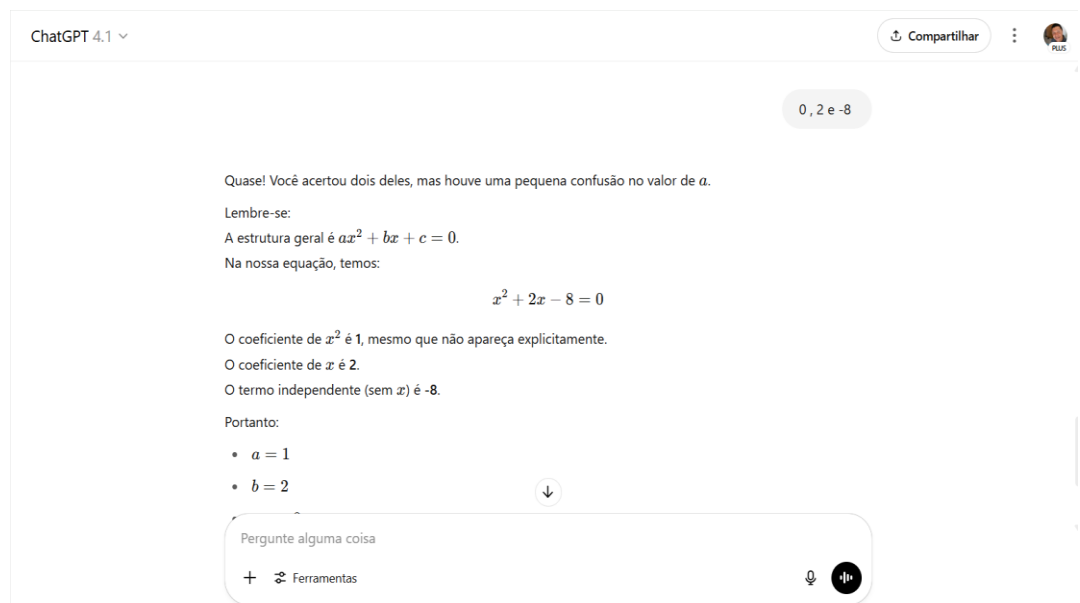 ChatGPT 4.1
Compartilhar
PLUS
0 , 2 e -8
Quase! Você acertou dois deles, mas houve uma pequena confusão no valor de a.
Lembre-se:
A estrutura geral é ax² + bx + c = 0.
Na nossa equação, temos:
x² + 2x − 8 = 0
O coeficiente de x² é 1, mesmo que não apareça explicitamente.
O coeficiente de x é 2.
O termo independente (sem x) é -8.
Portanto:
• a = 1
• b = 2
Pergunte alguma coisa
Ferramentas